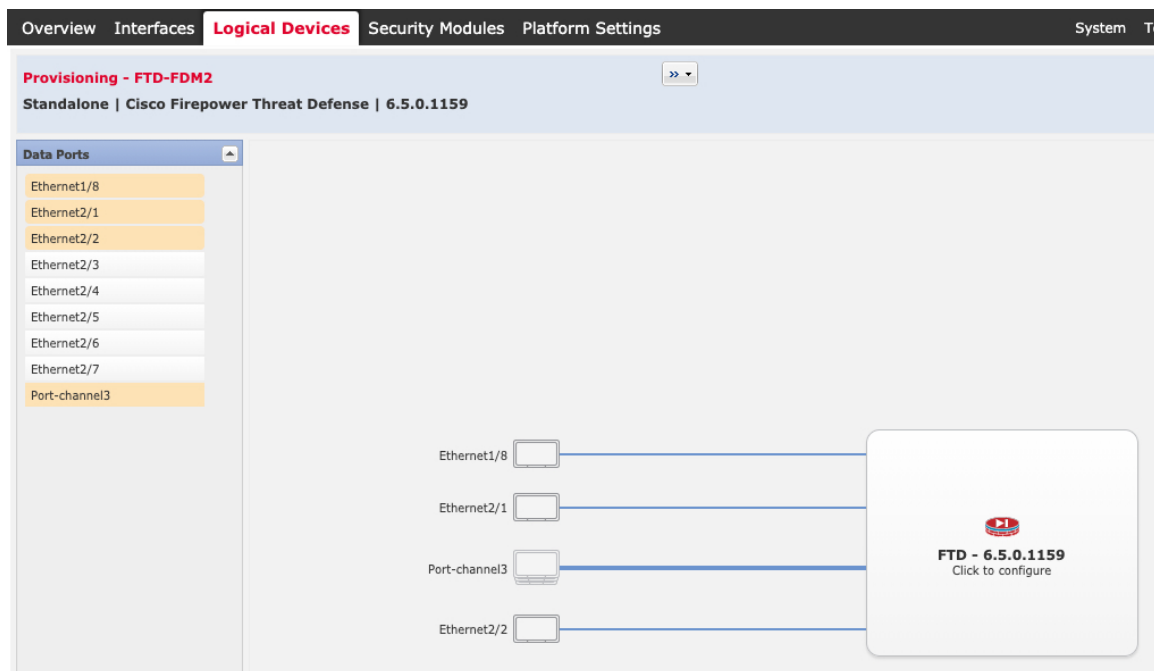 Overview Interfaces Logical Devices Security Modules Platform Settings System
Provisioning - FTD-FDM2
Standalone | Cisco Firepower Threat Defense | 6.5.0.1159
Data Ports
Ethernet1/8
Ethernet2/1
Ethernet2/2
Ethernet2/3
Ethernet2/4
Ethernet2/5
Ethernet2/6
Ethernet2/7
Port-channel3
Ethernet1/8
Ethernet2/1
Port-channel3
Ethernet2/2
FTD - 6.5.0.1159
Click to configure